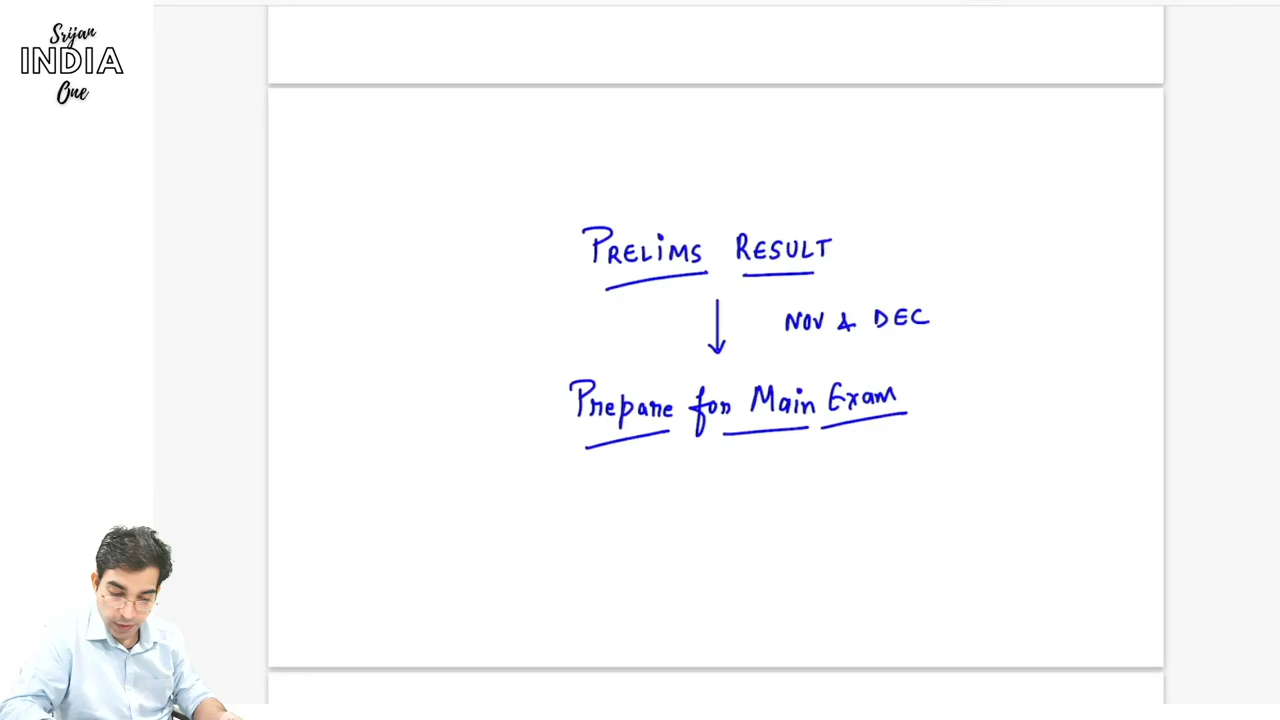 Srijan
INDIA
One
PRELIMS RESULT
NOV & DEC
Prepare for Main Exam